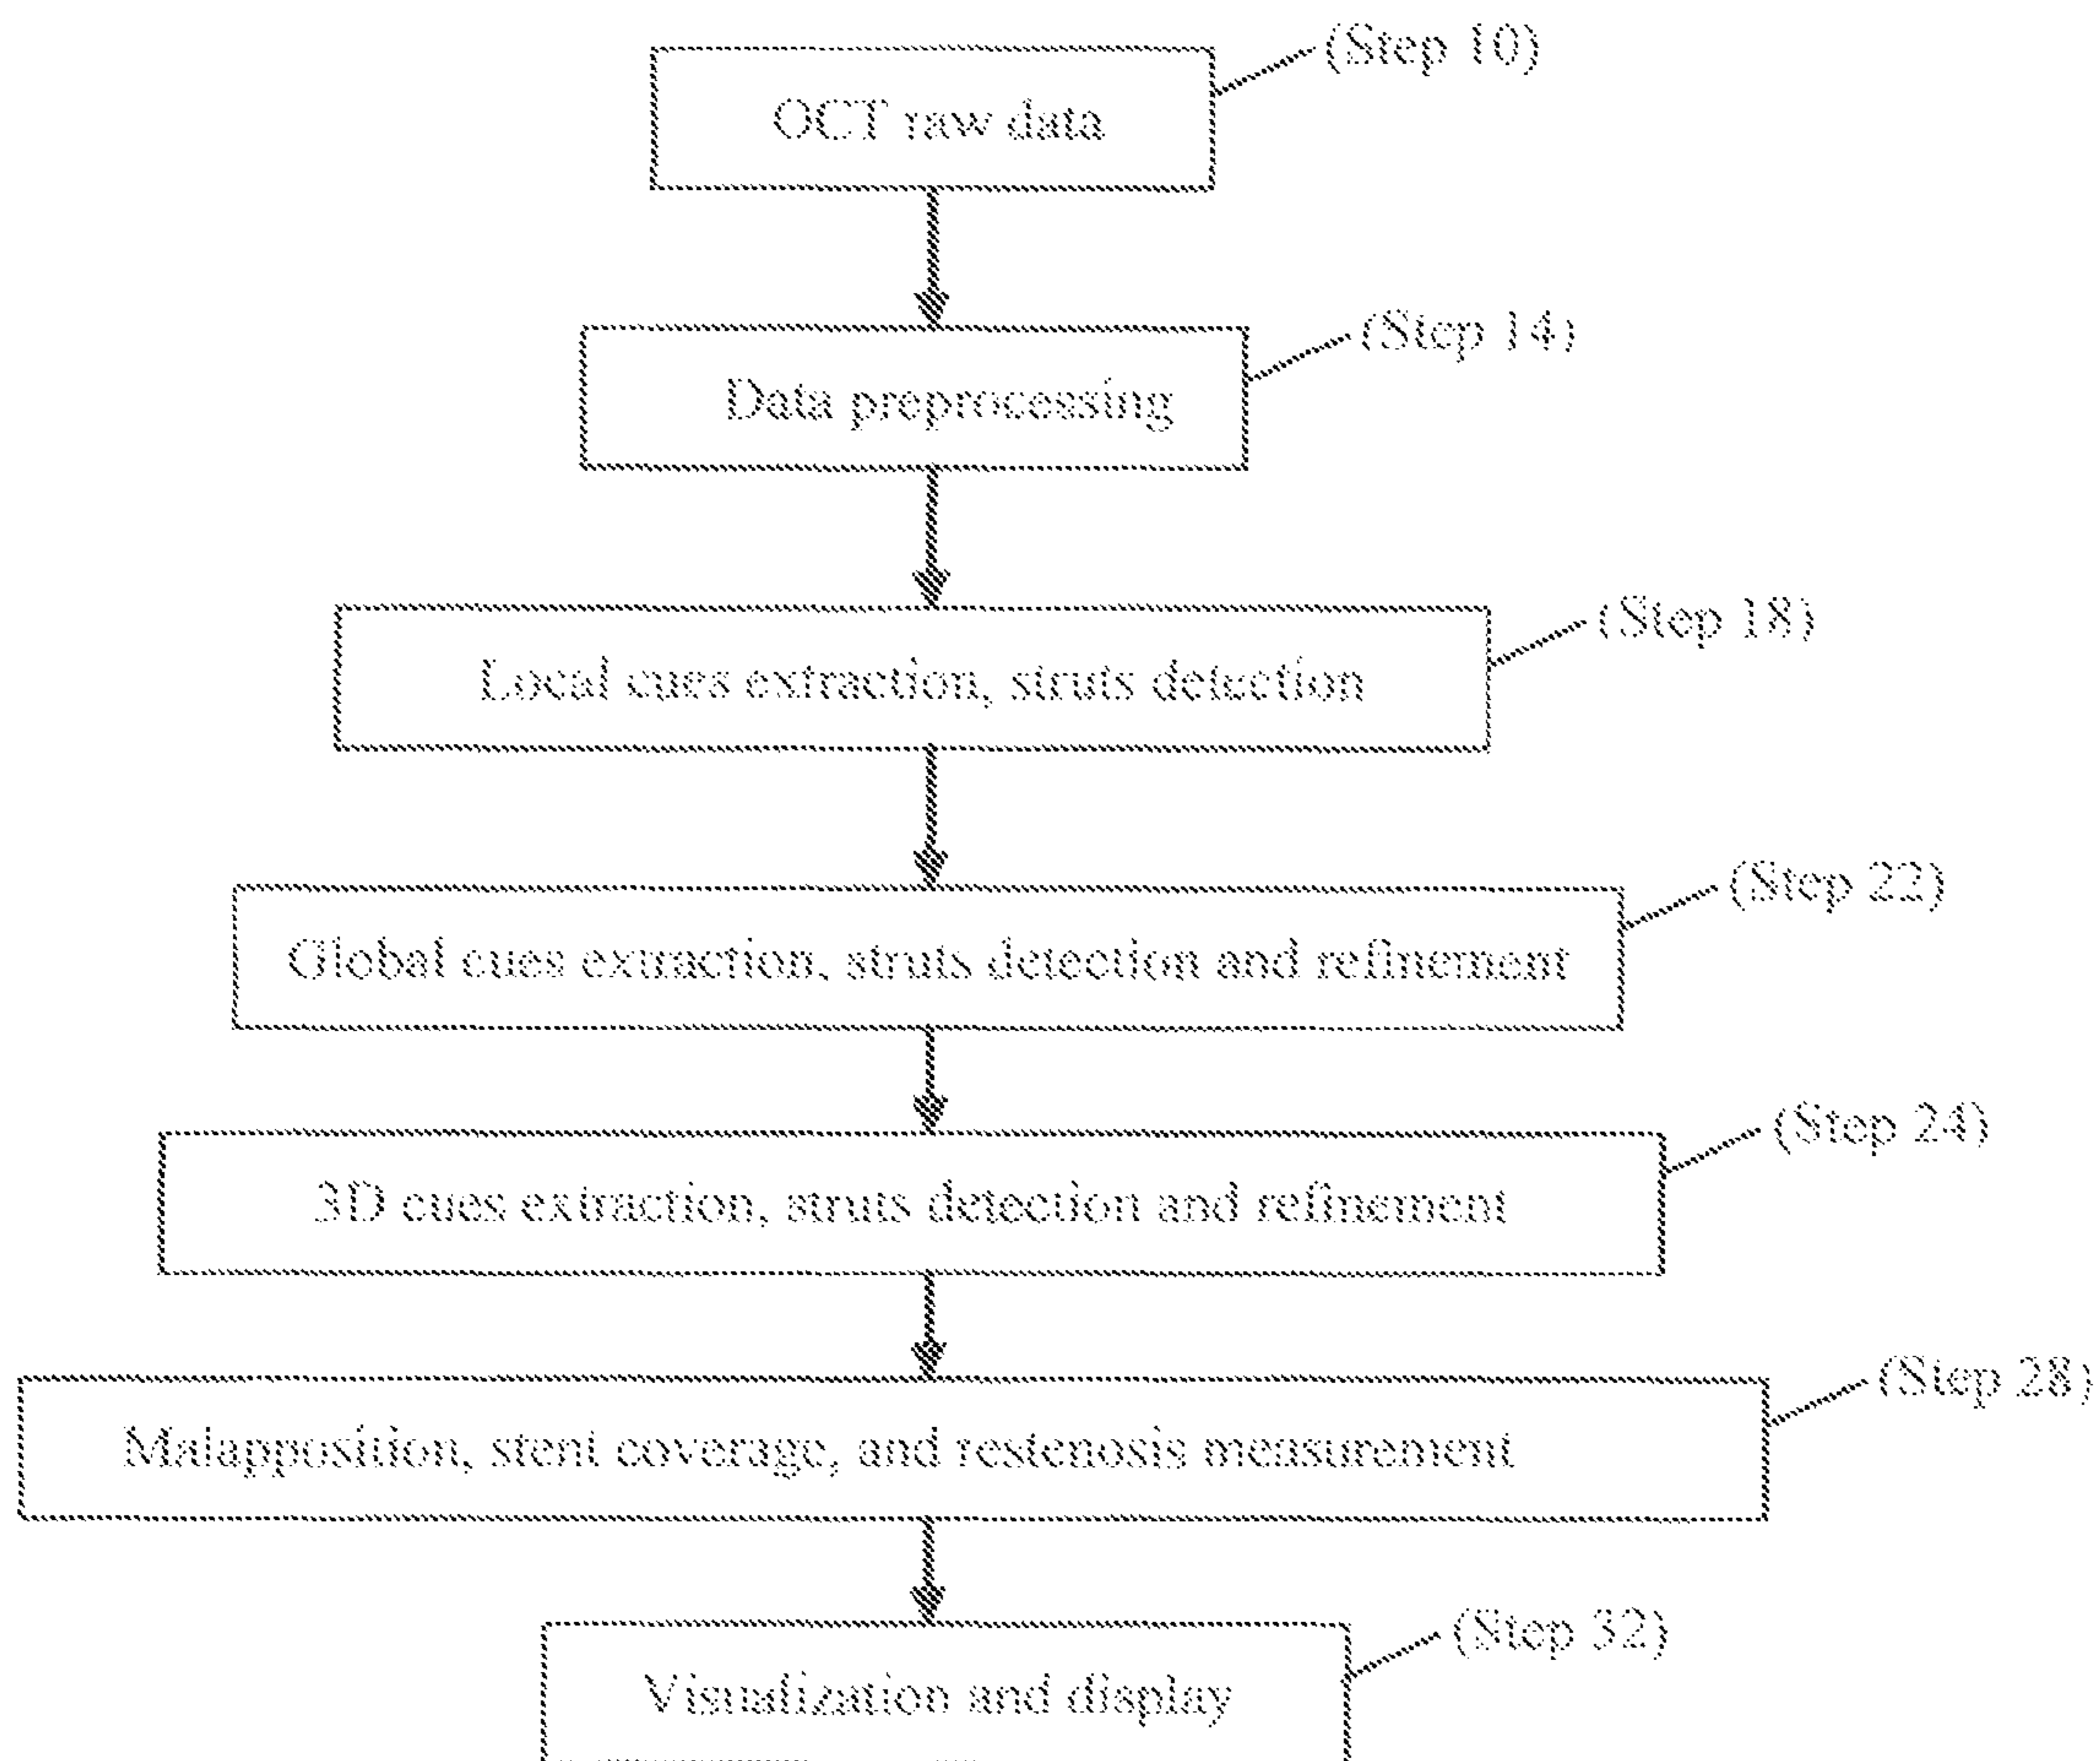 (Step 10)
OCT raw data
(Step 14)
Data preprocessing
(Step 18)
Local cues extraction, struts detection
(Step 22)
Global cues extraction, struts detection and refinement
(Step 24)
3D cues extraction, struts detection and refinement
(Step 28)
Malapposition, stent coverage, and restenosis measurement
(Step 32)
Visualization and display